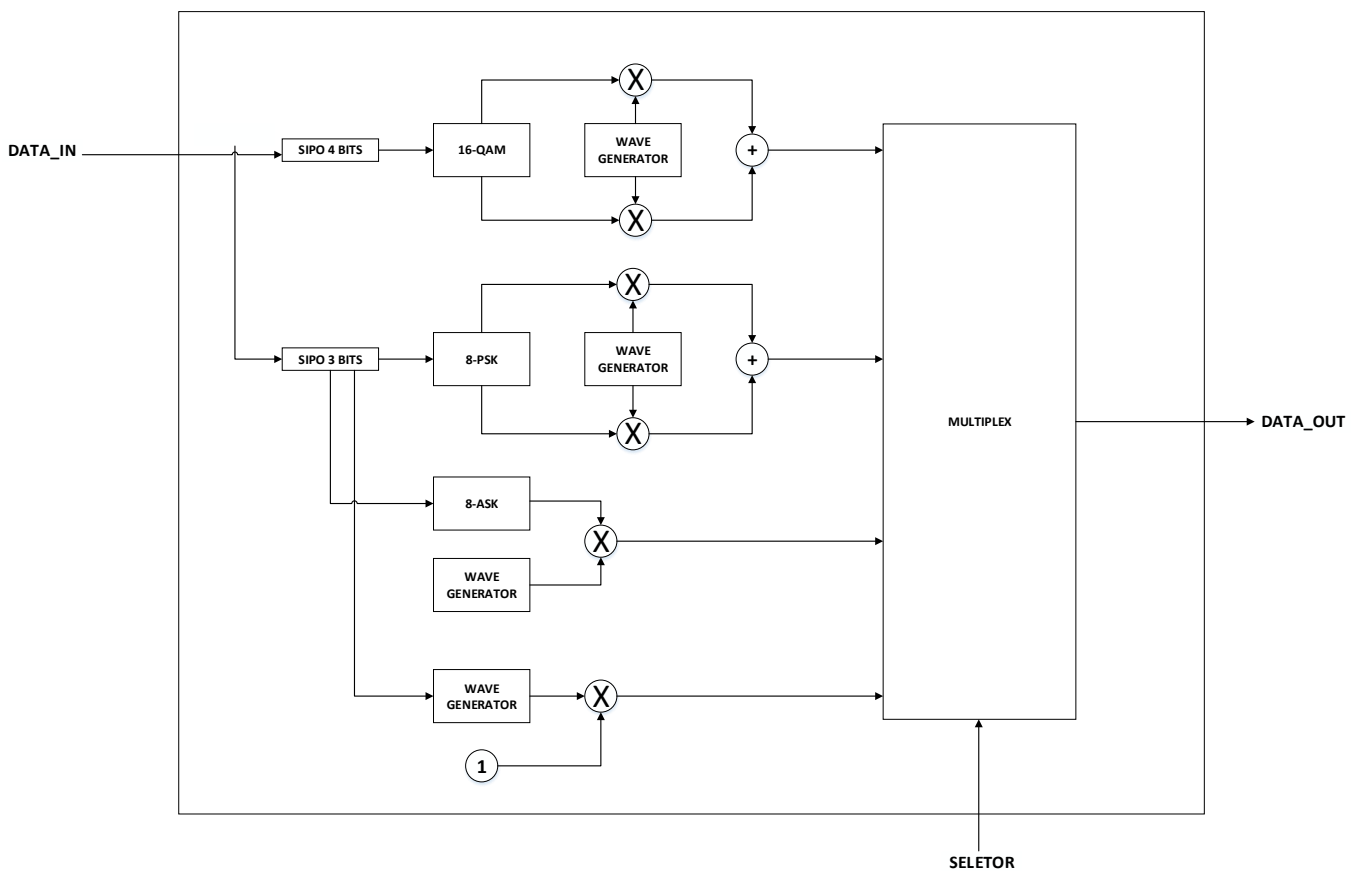 DATA_IN
SIPO 4 BITS
16-QAM
X
WAVE
GENERATOR
X
+
SIPO 3 BITS
8-PSK
X
WAVE
GENERATOR
X
+
8-ASK
WAVE
GENERATOR
X
WAVE
GENERATOR
X
1
MULTIPLEX
DATA_OUT
SELETOR